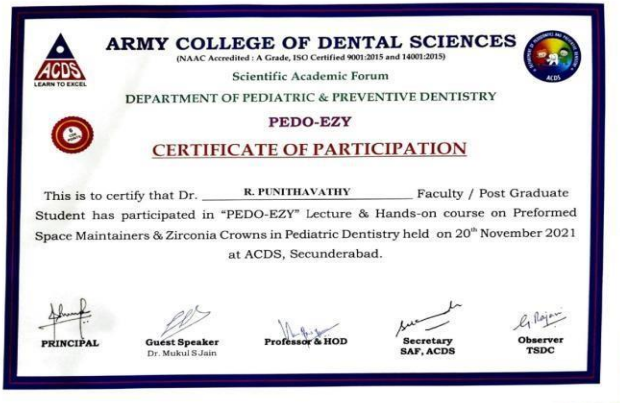 ARMY COLLEGE OF DENTAL SCIENCES
(NAAC Accredited : A Grade, ISO Certified 9001:2015 and 14001:2015)
ACDS
LEARN TO EXCEL
ACDS
Scientific Academic Forum
DEPARTMENT OF PEDIATRIC & PREVENTIVE DENTISTRY
PEDO-EZY
CERTIFICATE OF PARTICIPATION
This is to certify that Dr. R. PUNITHAVATHY Faculty / Post Graduate
Student has participated in "PEDO-EZY" Lecture & Hands-on course on Preformed
Space Maintainers & Zirconia Crowns in Pediatric Dentistry held on 20th November 2021
at ACDS, Secunderabad.
PRINCIPAL
Guest Speaker
Dr. Mukul S Jain
Professor & HOD
Secretary
SAF, ACDS
G. Rajani
Observer
TSDC